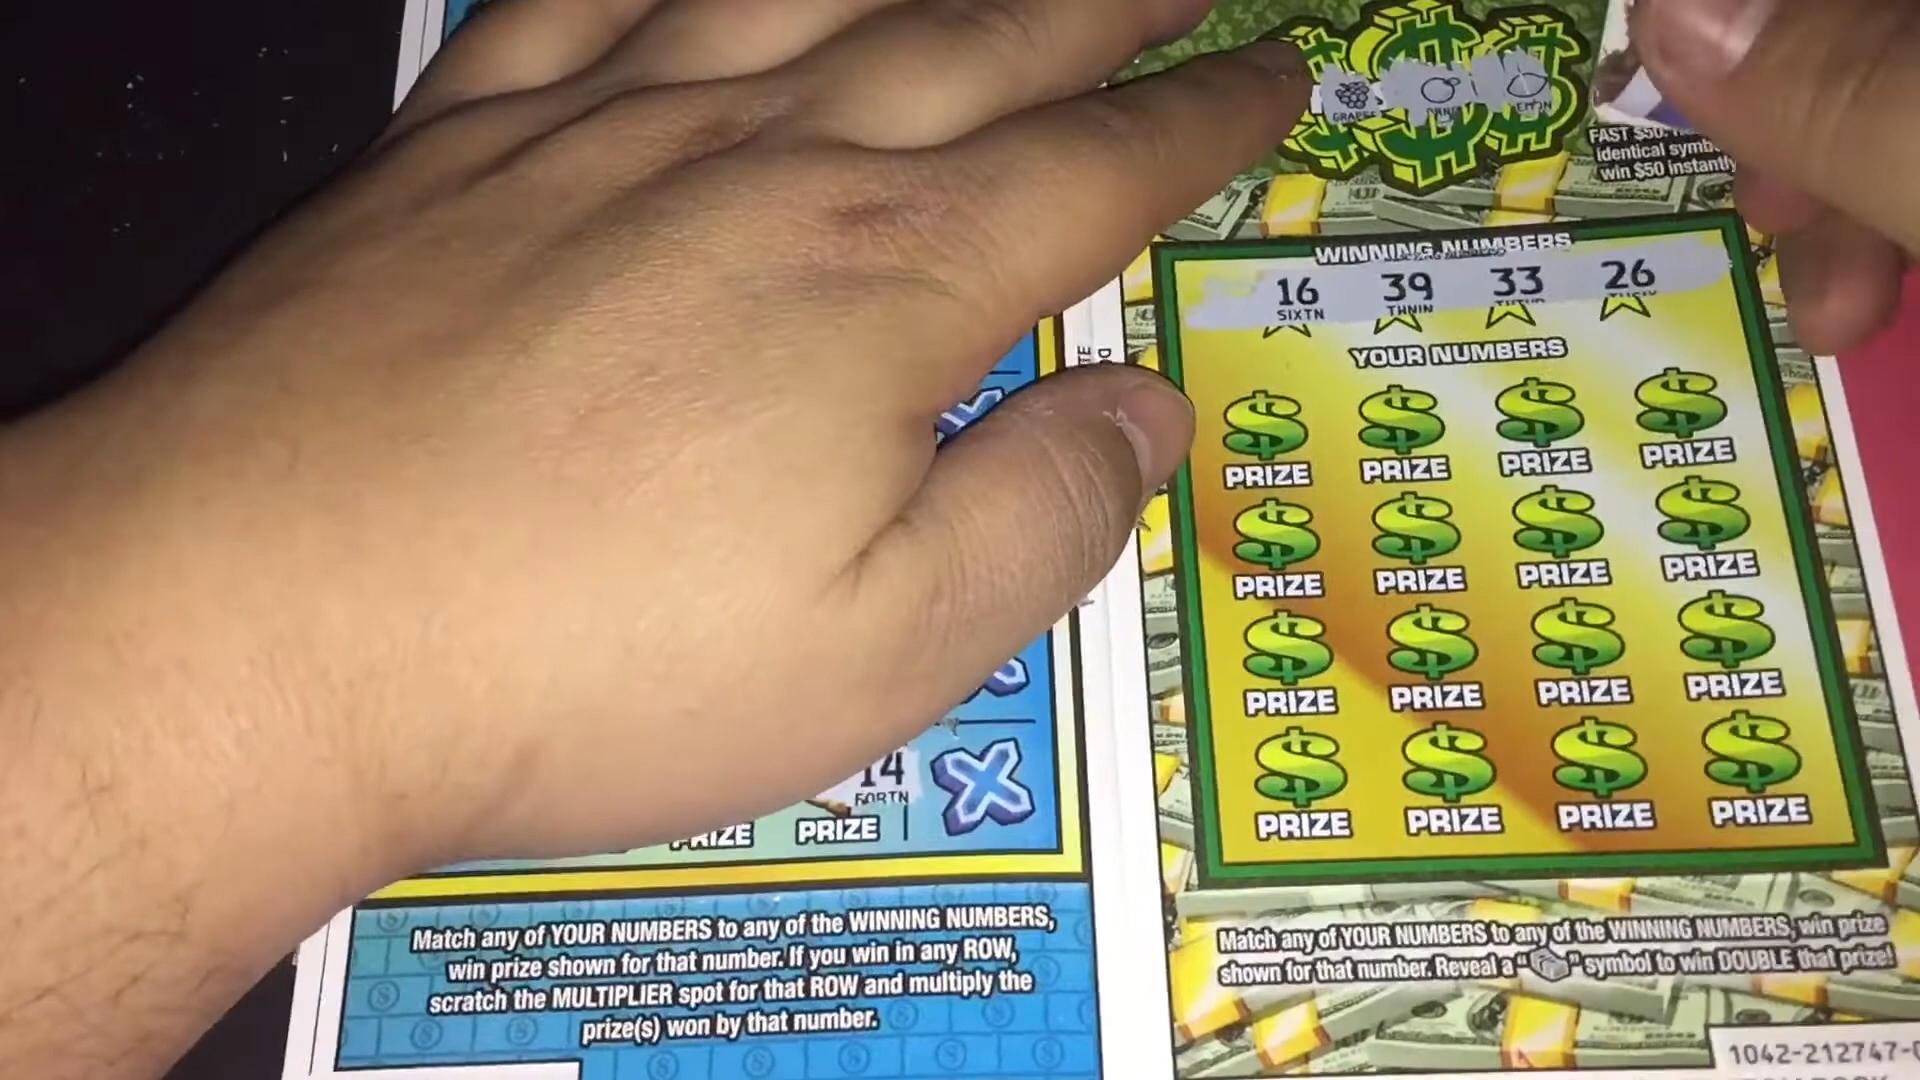 GRAPES
LEMON
FAST $50:
identical
win $50 instantly
WINNING NUMBERS
16 39 33 26
SIXTN THNIN
YOUR NUMBERS
PRIZE PRIZE PRIZE PRIZE
PRIZE PRIZE PRIZE PRIZE
PRIZE PRIZE PRIZE PRIZE
PRIZE PRIZE PRIZE PRIZE
Match any of YOUR NUMBERS to any of the WINNING NUMBERS, win prize
shown for that number. Reveal a " " symbol to win DOUBLE that prize!
1042-212747-0
14
FORTN
PRIZE PRIZE
Match any of YOUR NUMBERS to any of the WINNING NUMBERS,
win prize shown for that number. If you win in any ROW,
scratch the MULTIPLIER spot for that ROW and multiply the
prize(s) won by that number.